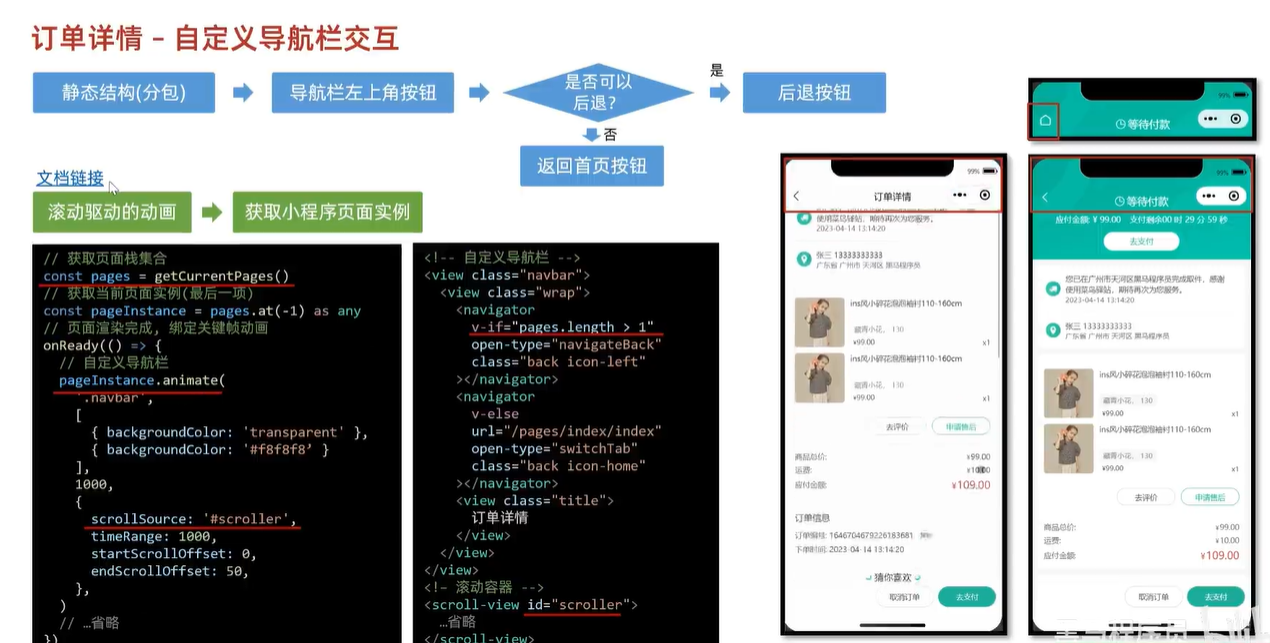 订单详情 – 自定义导航栏交互
静态结构(分包)
导航栏左上角按钮
是否可以
后退?
是
后退按钮
否
返回首页按钮
文档链接
滚动驱动的动画
获取小程序页面实例
// 获取页面栈集合
const pages = getCurrentPages()
// 获取当前页面实例(最后一项)
const pageInstance = pages.at(-1) as any
// 页面渲染完成, 绑定关键帧动画
onReady(() => {
// 自定义导航栏
pageInstance.animate(
'.navbar',
[
{ backgroundColor: 'transparent' },
{ backgroundColor: '#f8f8f8' }
],
1000,
{
scrollSource: '#scroller',
timeRange: 1000,
startScrollOffset: 0,
endScrollOffset: 50,
},
)
// …省略
})
<!-- 自定义导航栏 -->
<view class="navbar">
<view class="wrap">
<navigator
v-if="pages.length > 1"
open-type="navigateBack"
class="back icon-left"
></navigator>
<navigator
v-else
url="/pages/index/index"
open-type="switchTab"
class="back icon-home"
></navigator>
<view class="title">
订单详情
</view>
</view>
</view>
<!– 滚动容器 -->
<scroll-view id="scroller">
…省略
</scroll-view>
99%
订单详情
使用菜鸟驿站，期待再次为您服务。
2023-04-14 13:14:20
张三 13333333333
广东省 广州市 天河区 黑马程序员
ins风小碎花泡泡袖衬110-160cm
藏青小花， 130
¥99.00
x1
ins风小碎花泡泡袖衬110-160cm
藏青小花， 130
¥99.00
x1
去评价
申请售后
商品总价:
¥99.00
运费:
应付金额:
¥109.00
订单信息
订单编号: 1646704679226183681
下单时间: 2023-04-14 13:14:20
猜你喜欢
取消订单
去支付
99%
等待付款
99%
等待付款
应付金额: ¥ 99.00 支付剩余00 时 29 分 59 秒
去支付
您已在广州市天河区黑马程序员完成取件，感谢
使用菜鸟驿站，期待再次为您服务。
2023-04-14 13:14:20
张三 13333333333
广东省 广州市 天河区 黑马程序员
ins风小碎花泡泡袖衬110-160cm
藏青小花， 130
¥99.00
x1
ins风小碎花泡泡袖衬110-160cm
藏青小花， 130
¥99.00
x1
去评价
申请售后
商品总价:
¥99.00
运费:
¥10.00
应付金额:
¥109.00
取消订单
去支付